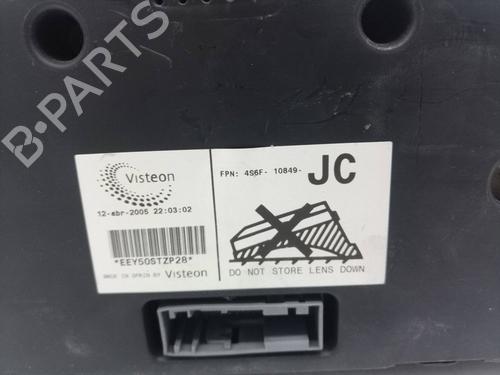 B-PARTS
Visteon
12-abr-2005 22:03:02
*EEY50STZP28*
MADE IN SPAIN BY Visteon
FPN: 4S6F- 10849- JC
DO NOT STORE LENS DOWN